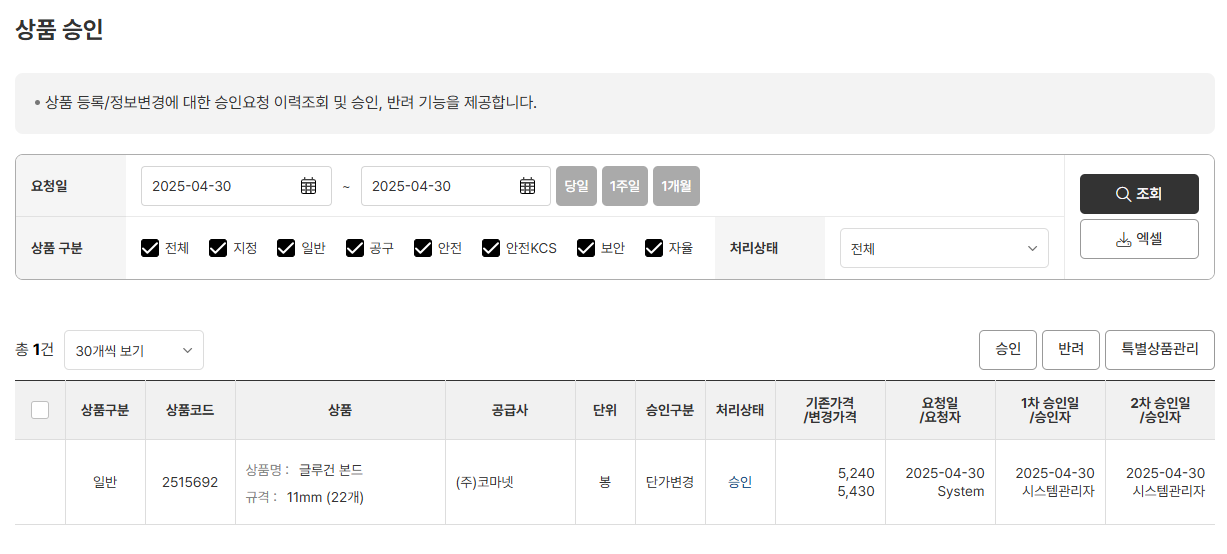 상품 승인
• 상품 등록/정보변경에 대한 승인요청 이력조회 및 승인, 반려 기능을 제공합니다.
요청일 2025-04-30 ~ 2025-04-30 당일 1주일 1개월
조회
상품 구분 전체 지정 일반 공구 안전 안전KCS 보안 자율 처리상태 전체
엑셀
총 1건 30개씩 보기 승인 반려 특별상품관리
상품구분 상품코드 상품 공급사 단위 승인구분 처리상태 기존가격 요청일 1차 승인일 2차 승인일
/변경가격 /요청자 /승인자 /승인자
상품명 : 글루건 본드
일반 2515692 (주)코마넷 봉 단가변경 승인 5,240 2025-04-30 2025-04-30 2025-04-30
5,430 System 시스템관리자 시스템관리자
규격 : 11mm (22개)